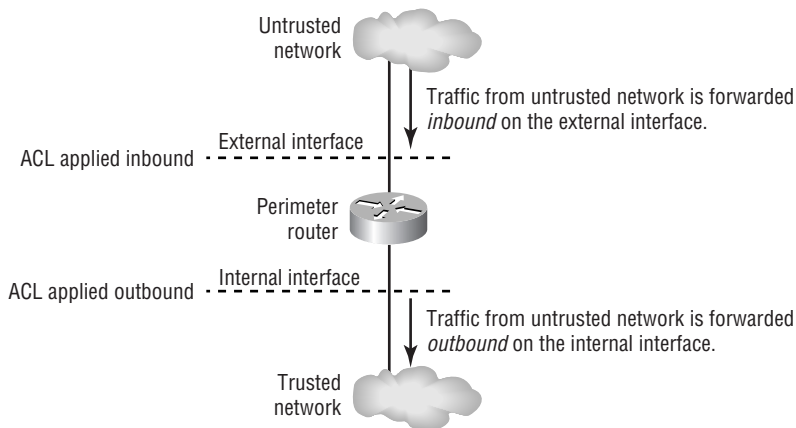 Untrusted
network
Traffic from untrusted network is forwarded
inbound on the external interface.
External interface
ACL applied inbound
Perimeter
router
Internal interface
ACL applied outbound
Traffic from untrusted network is forwarded
outbound on the internal interface.
Trusted
network